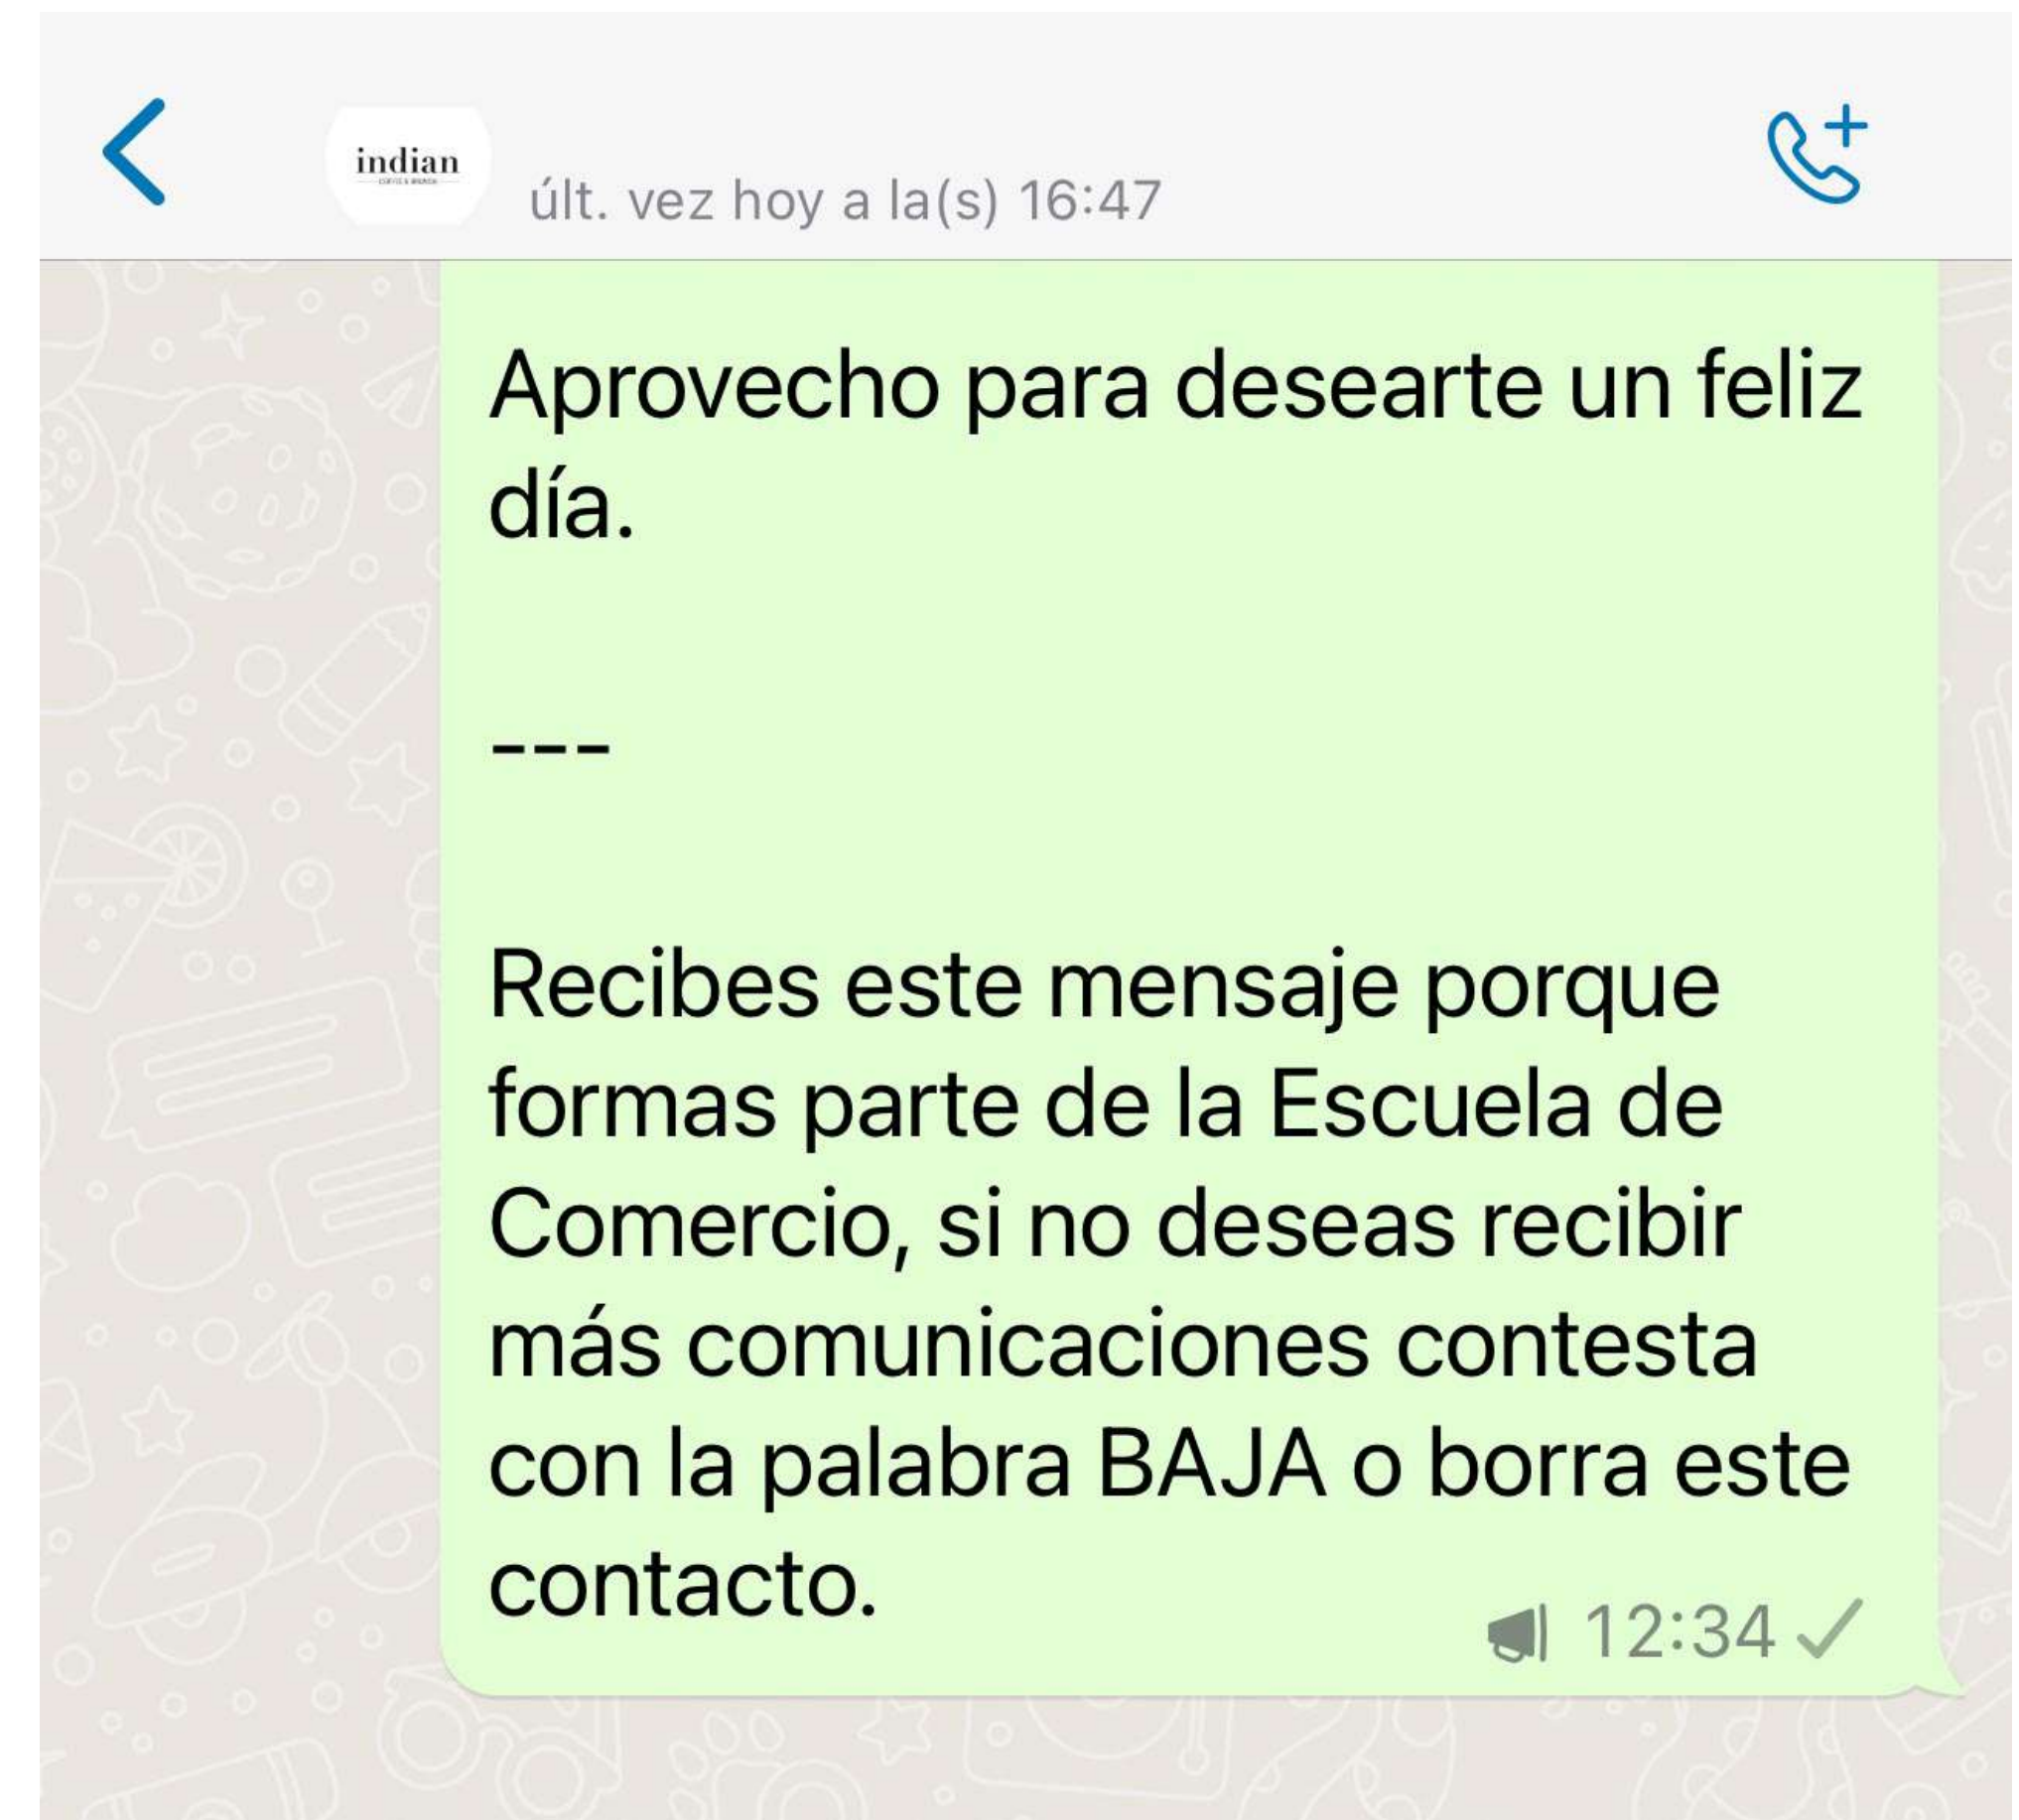 indian
últ. vez hoy a la(s) 16:47
Aprovecho para desearte un feliz
día.
---
Recibes este mensaje porque
formas parte de la Escuela de
Comercio, si no deseas recibir
más comunicaciones contesta
con la palabra BAJA o borra este
contacto.
12:34